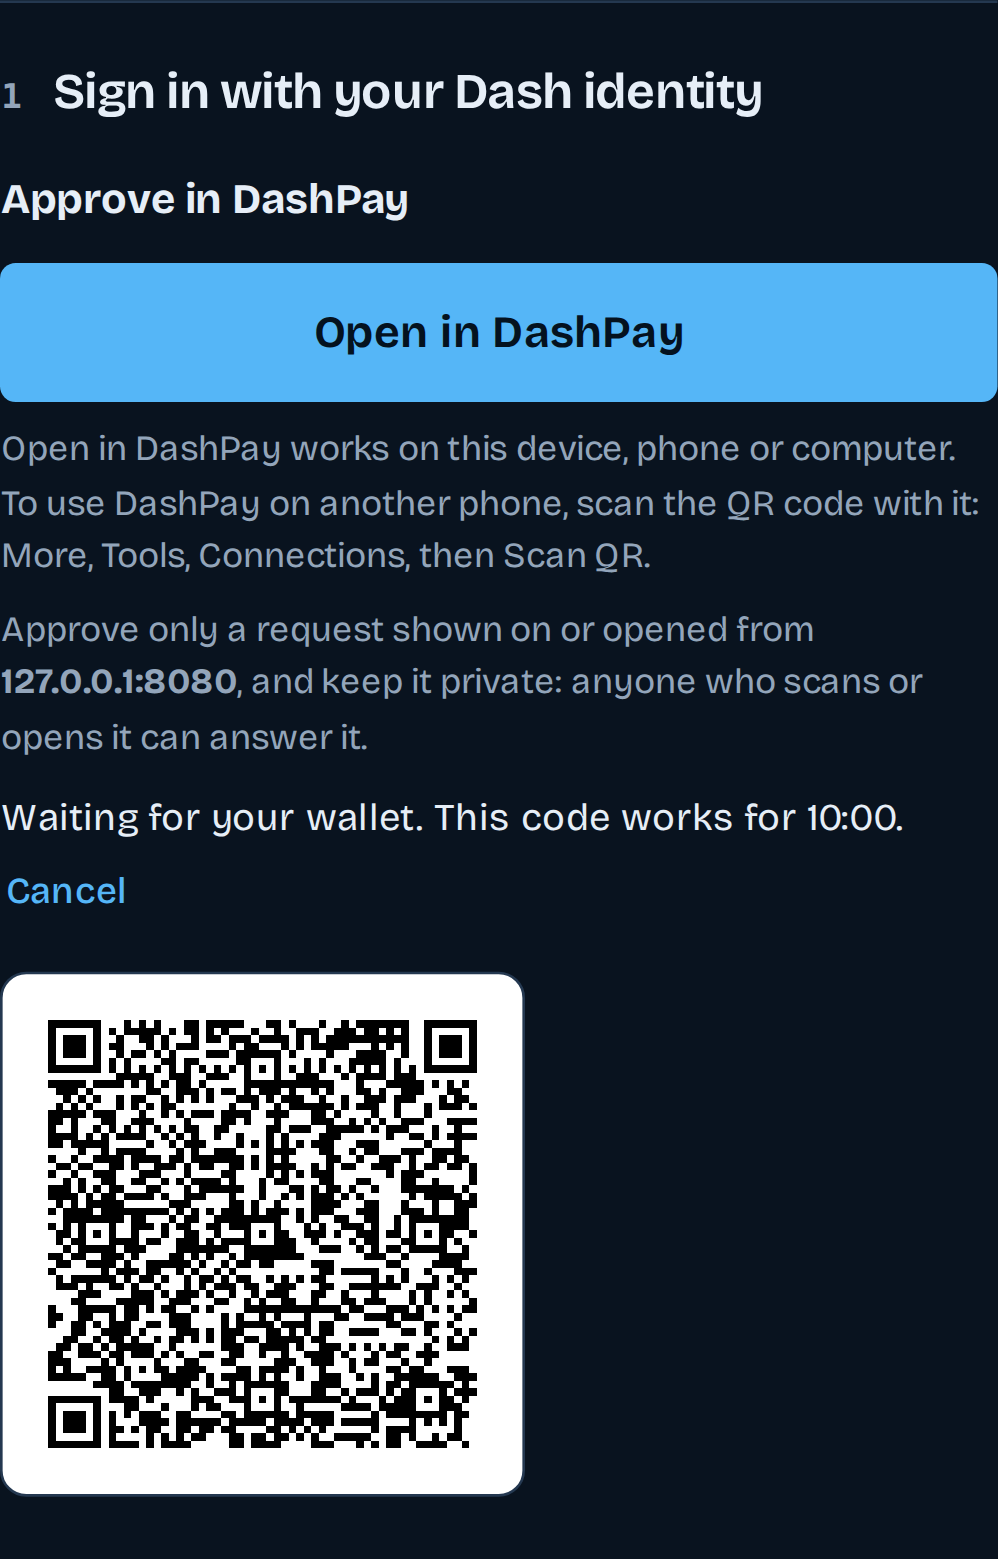 1 Sign in with your Dash identity
Approve in DashPay
Open in DashPay
Open in DashPay works on this device, phone or computer.
To use DashPay on another phone, scan the QR code with it:
More, Tools, Connections, then Scan QR.
Approve only a request shown on or opened from
127.0.0.1:8080, and keep it private: anyone who scans or
opens it can answer it.
Waiting for your wallet. This code works for 10:00.
Cancel